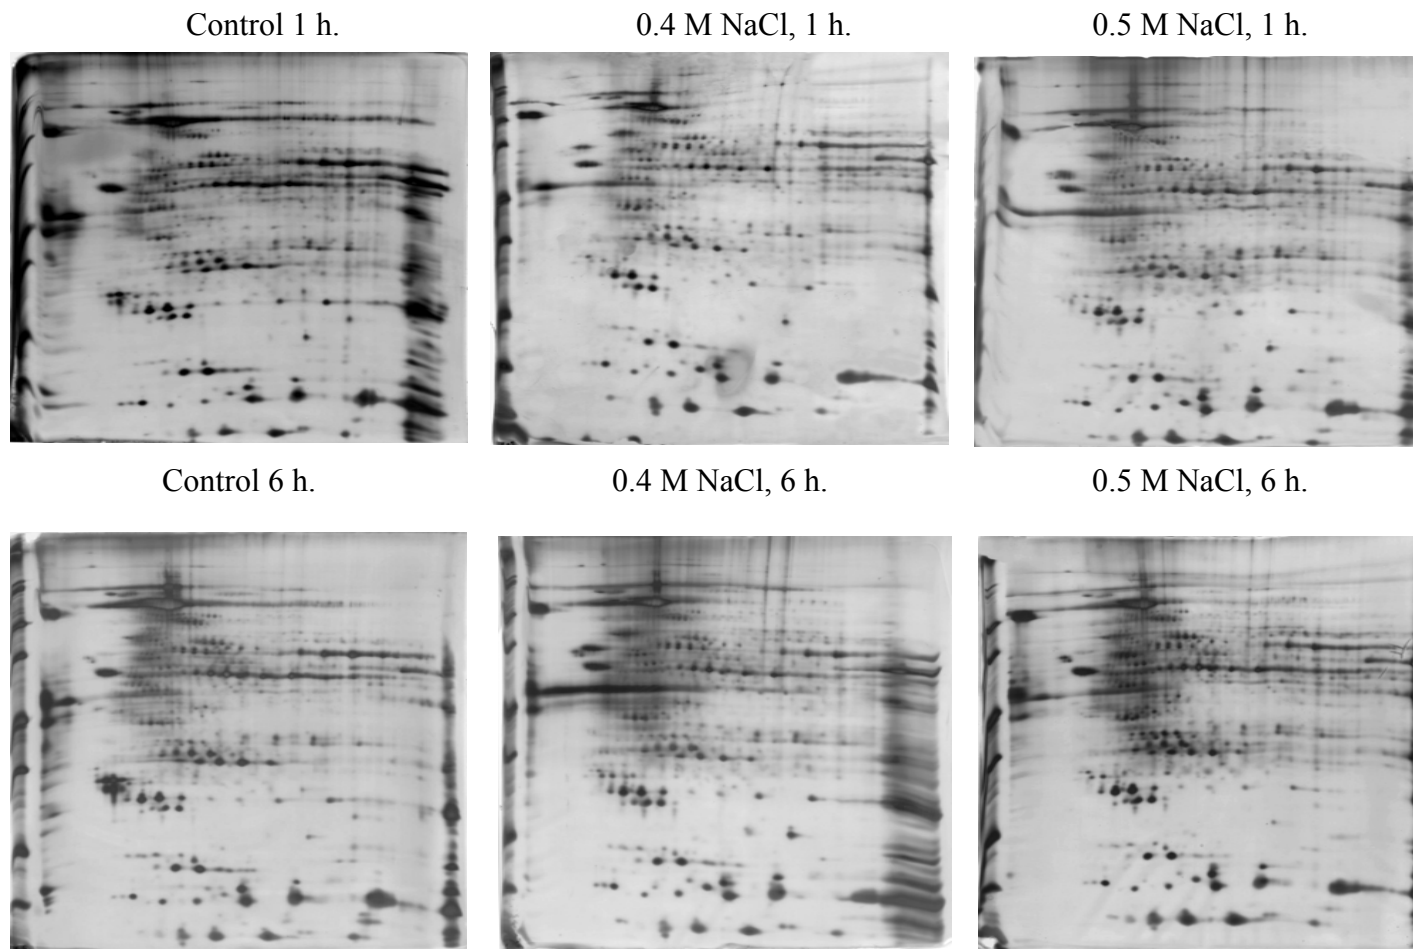 Control 1 h.
0.4 M NaCl, 1 h.
0.5 M NaCl, 1 h.
Control 6 h.
0.4 M NaCl, 6 h.
0.5 M NaCl, 6 h.